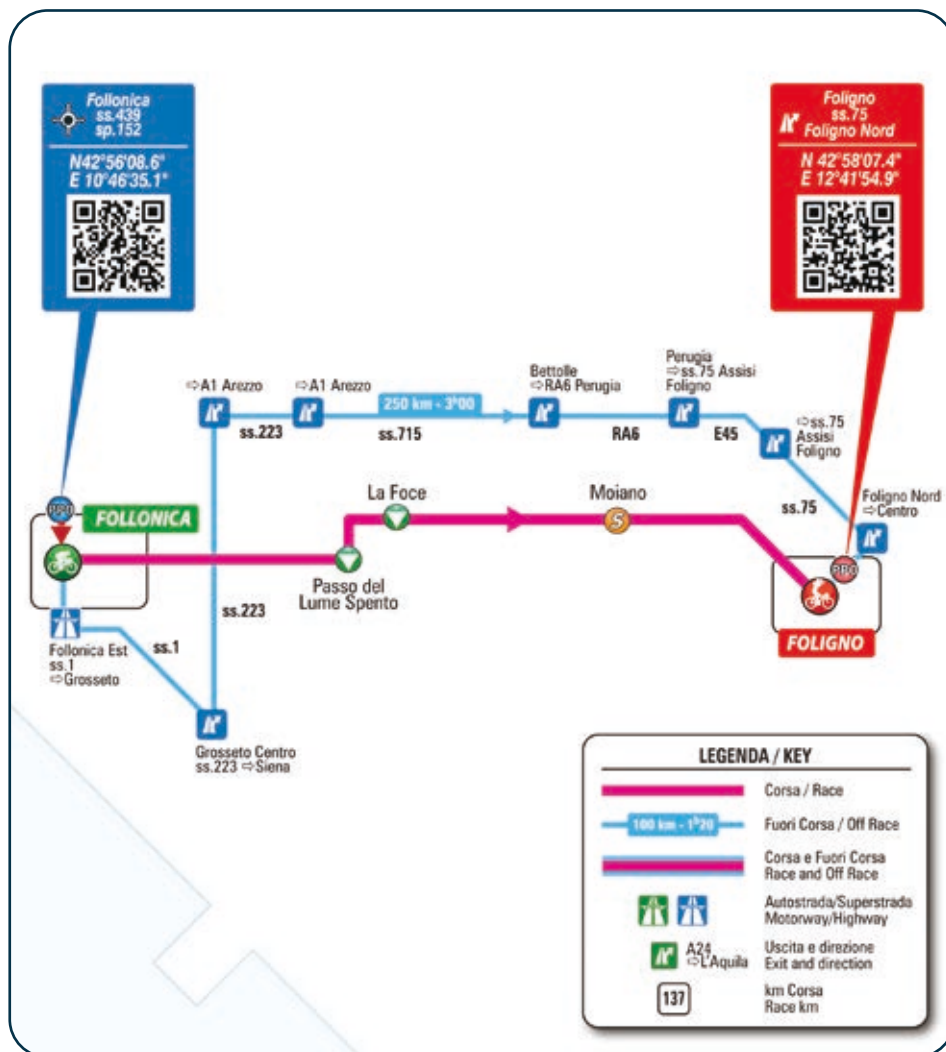 Follonica
ss.439
sp.152
N42°56'08.6"
E 10°46'35.1"
Foligno
ss.75
Foligno Nord
N 42°58'07.4"
E 12°41'54.9"
⇨A1 Arezzo
⇨A1 Arezzo
Bettolle
⇨RA6 Perugia
Perugia
⇨ss.75 Assisi
Foligno
250 km - 3h00
ss.223
ss.715
RA6
E45
⇨ss.75
Assisi
Foligno
ss.75
Foligno Nord
⇨Centro
La Foce
Moiano
S
PPO
FOLLONICA
Passo del
Lume Spento
PPO
FOLIGNO
ss.223
ss.1
Follonica Est
ss.1
⇨Grosseto
Grosseto Centro
ss.223 ⇨Siena
LEGENDA / KEY
Corsa / Race
100 km - 1h20
Fuori Corsa / Off Race
Corsa e Fuori Corsa
Race and Off Race
Autostrada/Superstrada
Motorway/Highway
A24
⇨L'Aquila
Uscita e direzione
Exit and direction
137
km Corsa
Race km